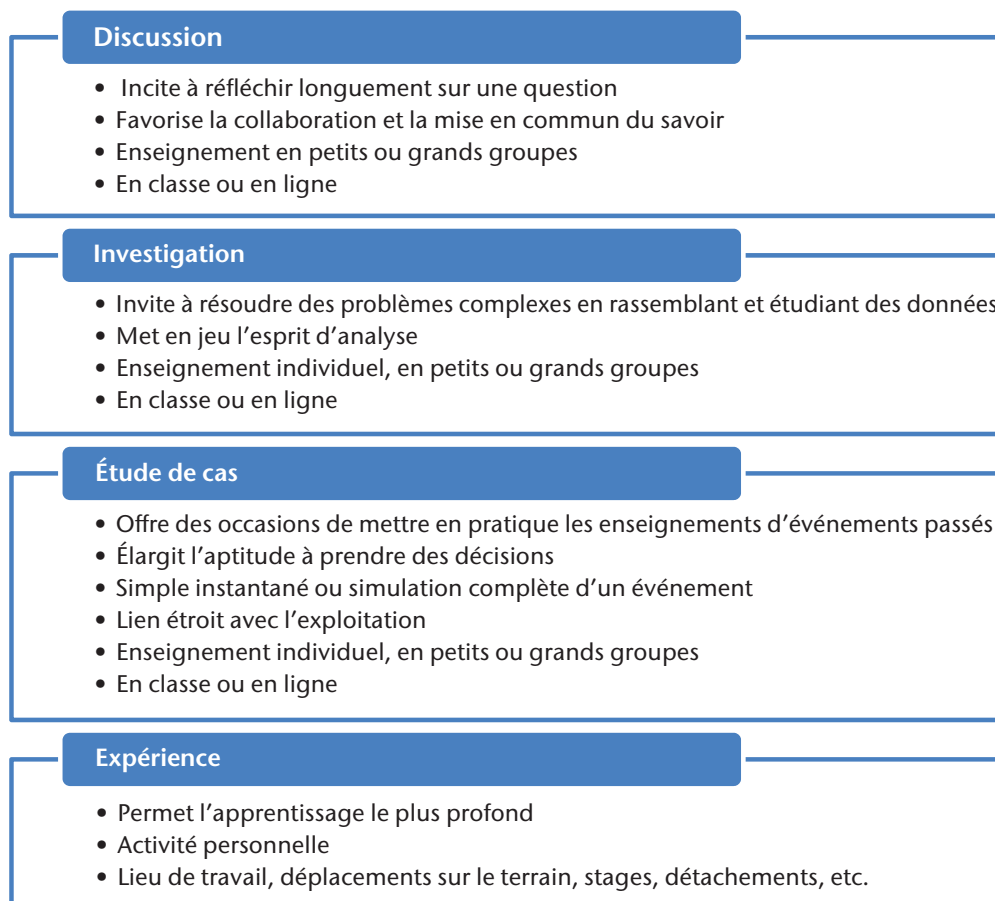 Discussion
• Incite à réfléchir longuement sur une question
• Favorise la collaboration et la mise en commun du savoir
• Enseignement en petits ou grands groupes
• En classe ou en ligne
Investigation
• Invite à résoudre des problèmes complexes en rassemblant et étudiant des données
• Met en jeu l’esprit d’analyse
• Enseignement individuel, en petits ou grands groupes
• En classe ou en ligne
Étude de cas
• Offre des occasions de mettre en pratique les enseignements d’événements passés
• Élargit l’aptitude à prendre des décisions
• Simple instantané ou simulation complète d’un événement
• Lien étroit avec l’exploitation
• Enseignement individuel, en petits ou grands groupes
• En classe ou en ligne
Expérience
• Permet l’apprentissage le plus profond
• Activité personnelle
• Lieu de travail, déplacements sur le terrain, stages, détachements, etc.